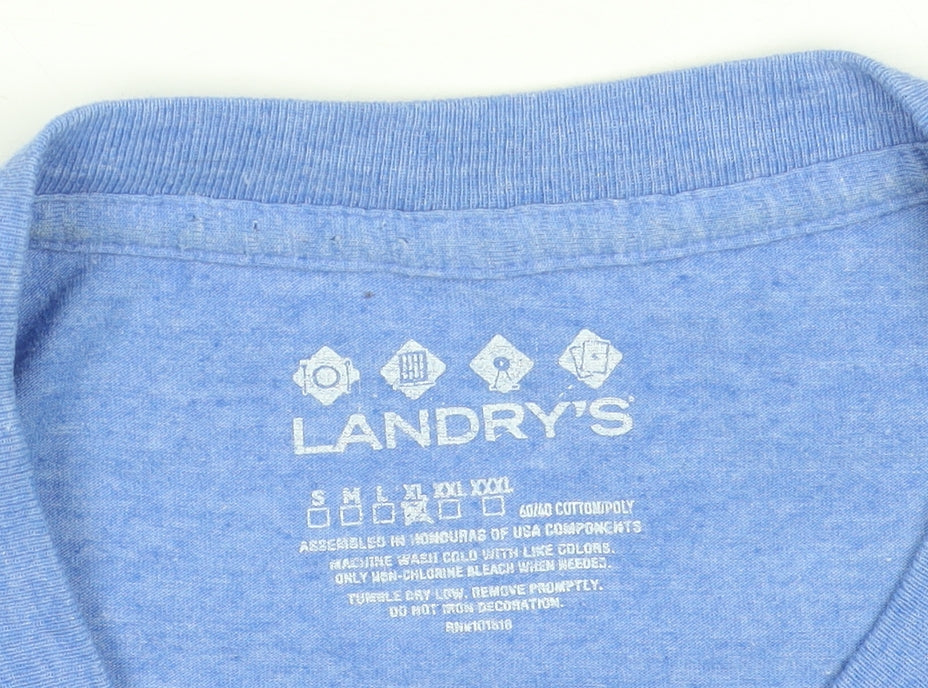 LANDRY'S
S M L XL XXL XXXL
60/40 COTTON/POLY
ASSEMBLED IN HONDURAS OF USA COMPONENTS
MACHINE WASH COLD WITH LIKE COLORS.
ONLY NON-CHLORINE BLEACH WHEN NEEDED.
TUMBLE DRY LOW. REMOVE PROMPTLY.
DO NOT IRON DECORATION.